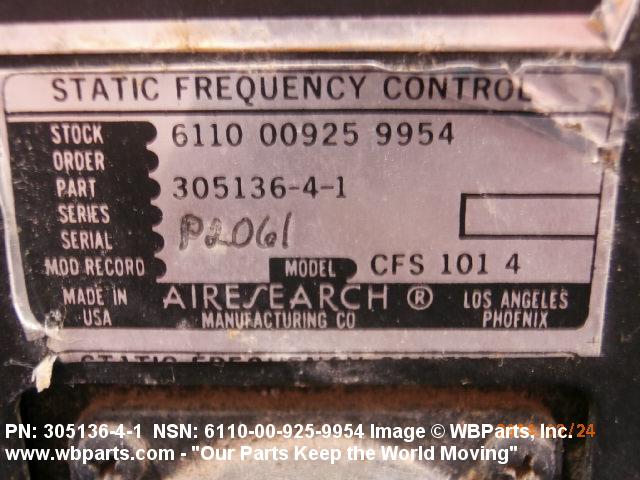 STATIC FREQUENCY CONTROL
STOCK 6110 00925 9954
ORDER
PART 305136-4-1
SERIES
SERIAL P2061
MOD RECORD MODEL CFS 101 4
MADE IN USA AIRESEARCH ® MANUFACTURING CO LOS ANGELES PHOENIX
STATIC FREQUENCY
PN: 305136-4-1 NSN: 6110-00-925-9954 Image © WBParts, Inc.
www.wbparts.com - "Our Parts Keep the World Moving"